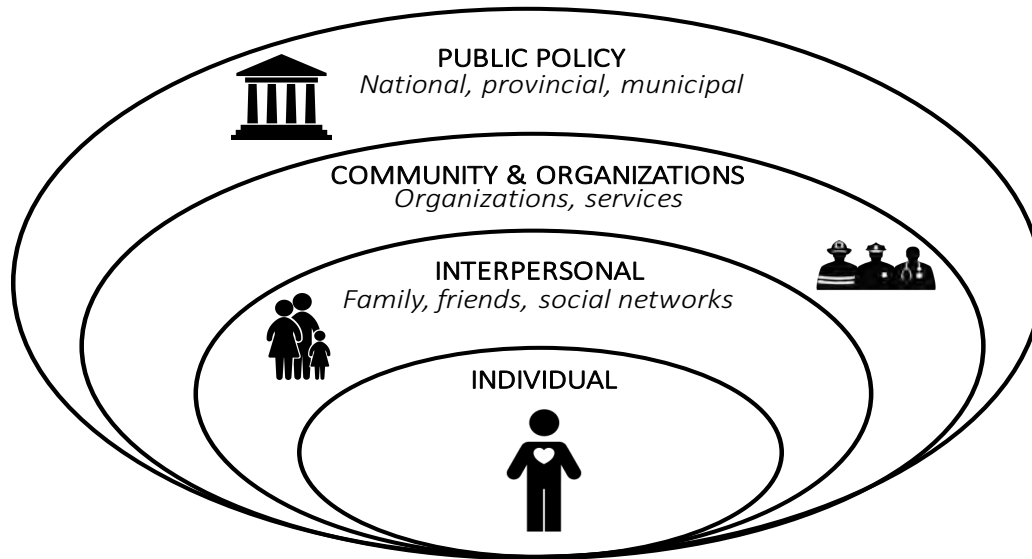 PUBLIC POLICY
National, provincial, municipal
COMMUNITY & ORGANIZATIONS
Organizations, services
INTERPERSONAL
Family, friends, social networks
INDIVIDUAL